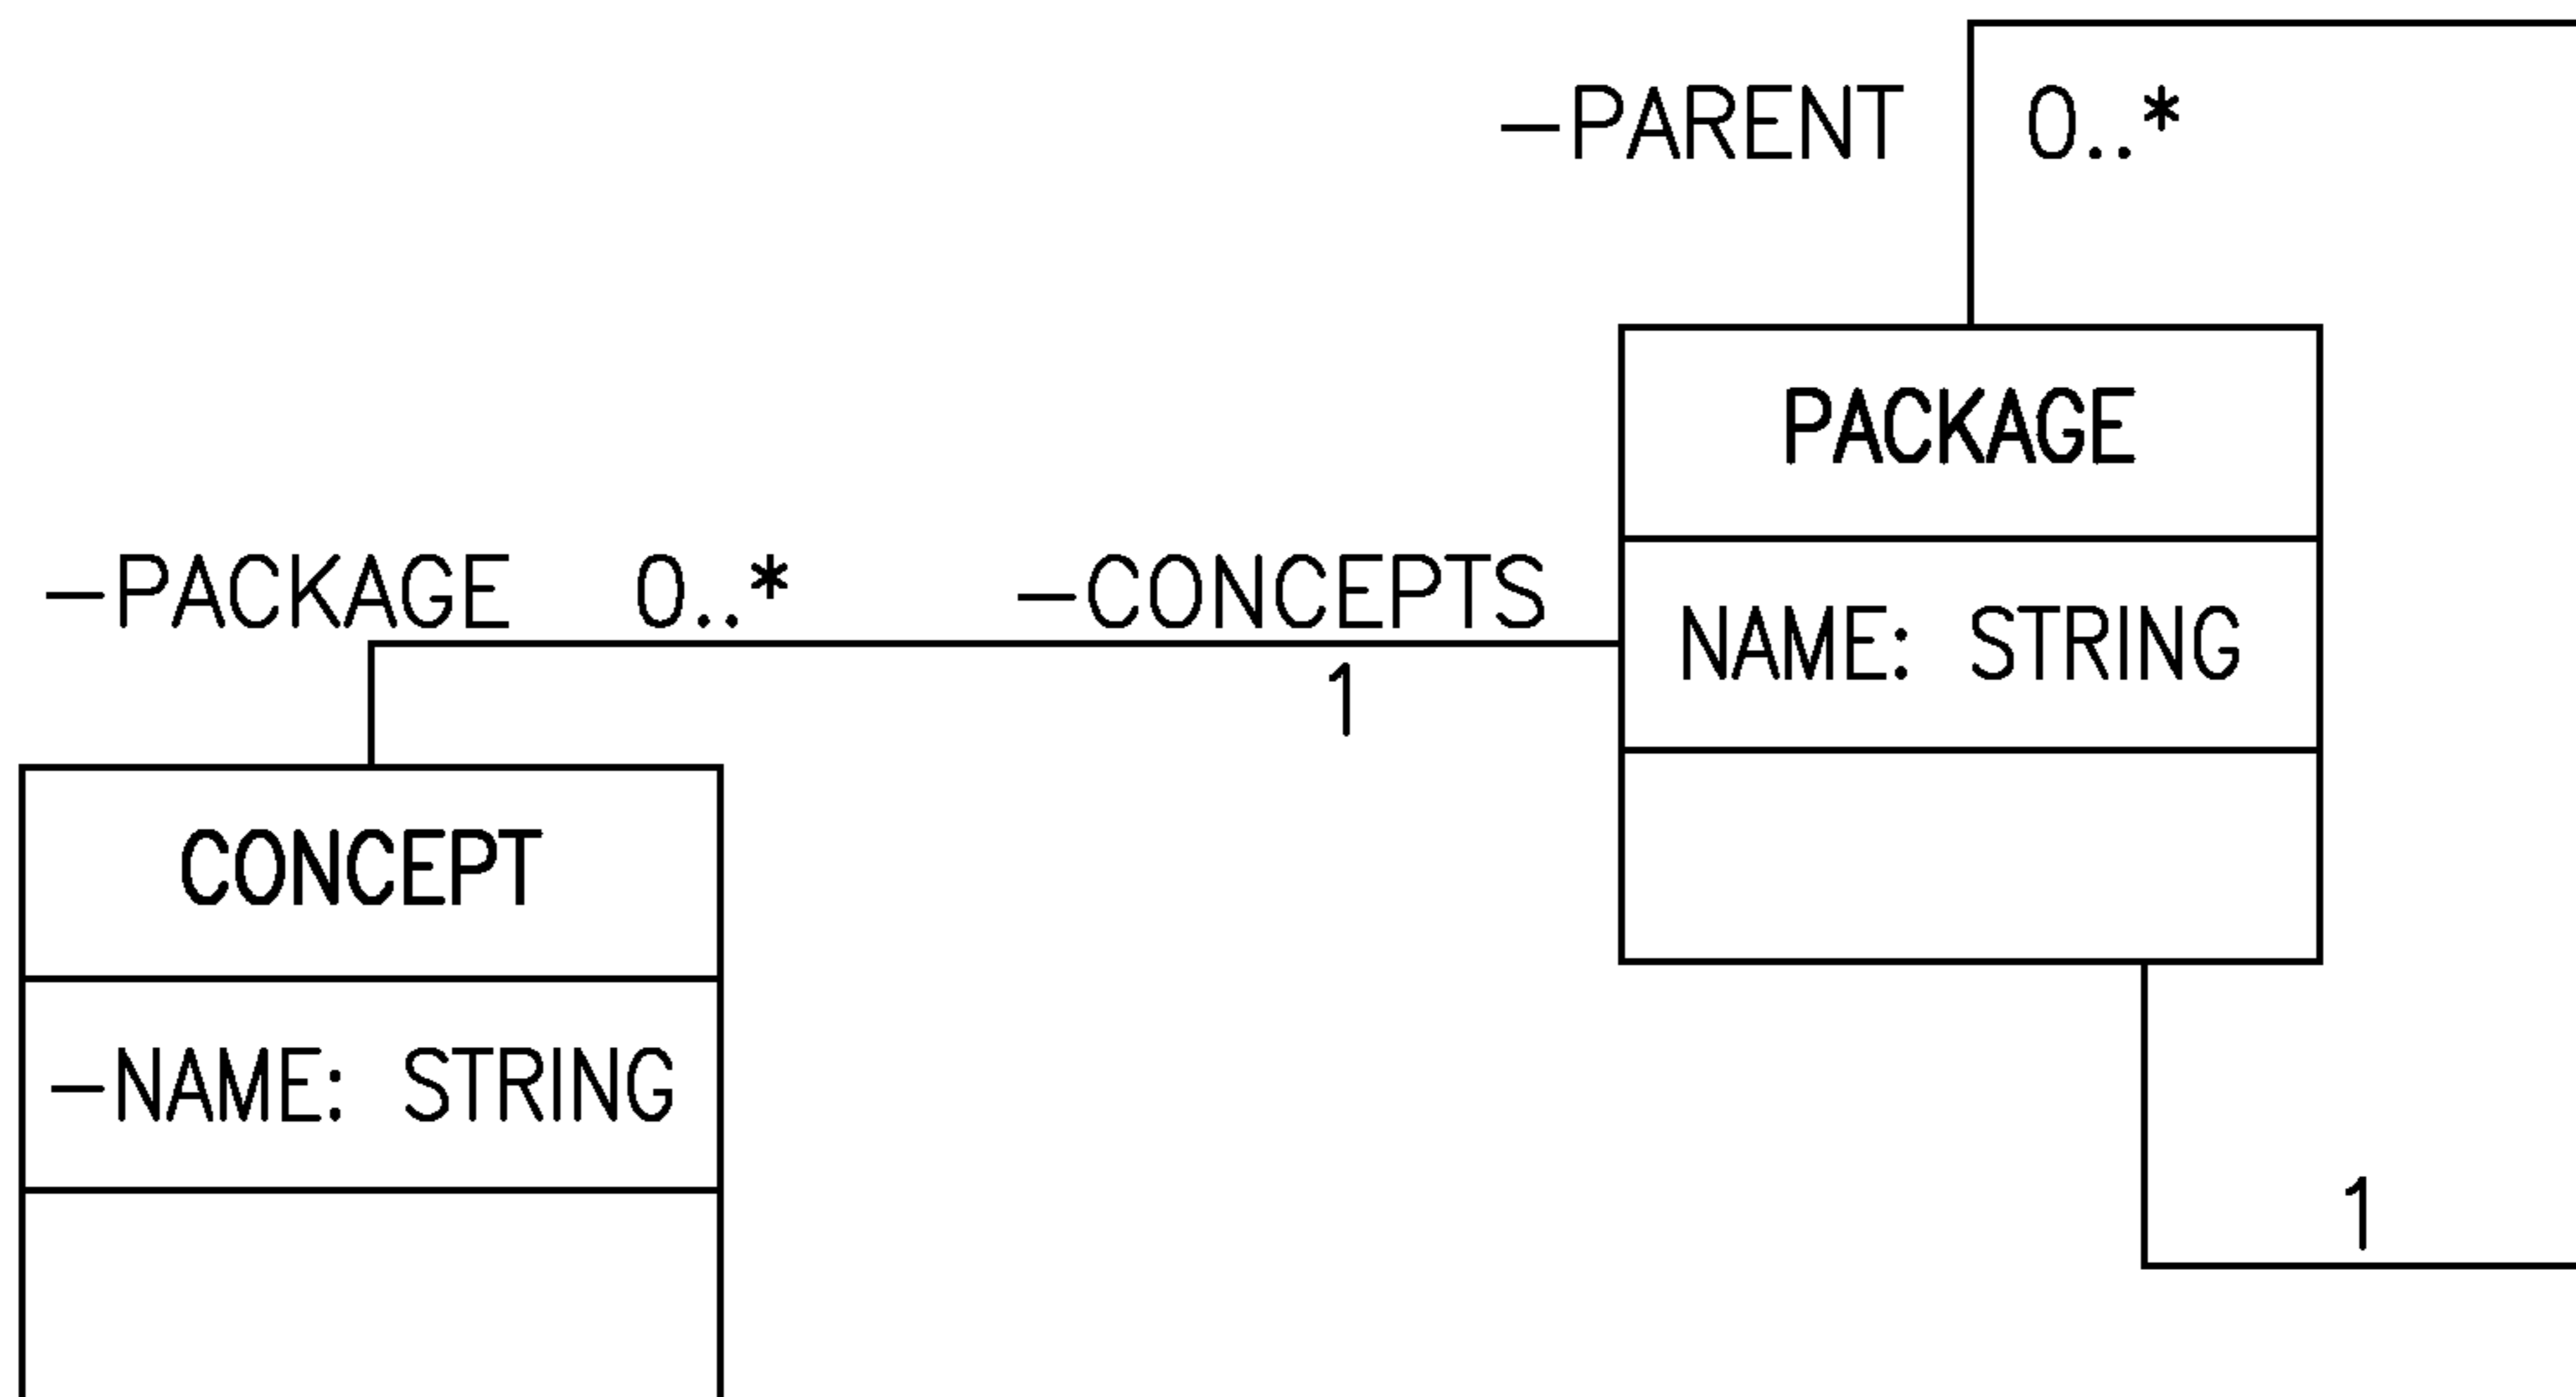 –PARENT 0..*
PACKAGE
–PACKAGE 0..* –CONCEPTS
NAME: STRING
1
CONCEPT
–NAME: STRING
1